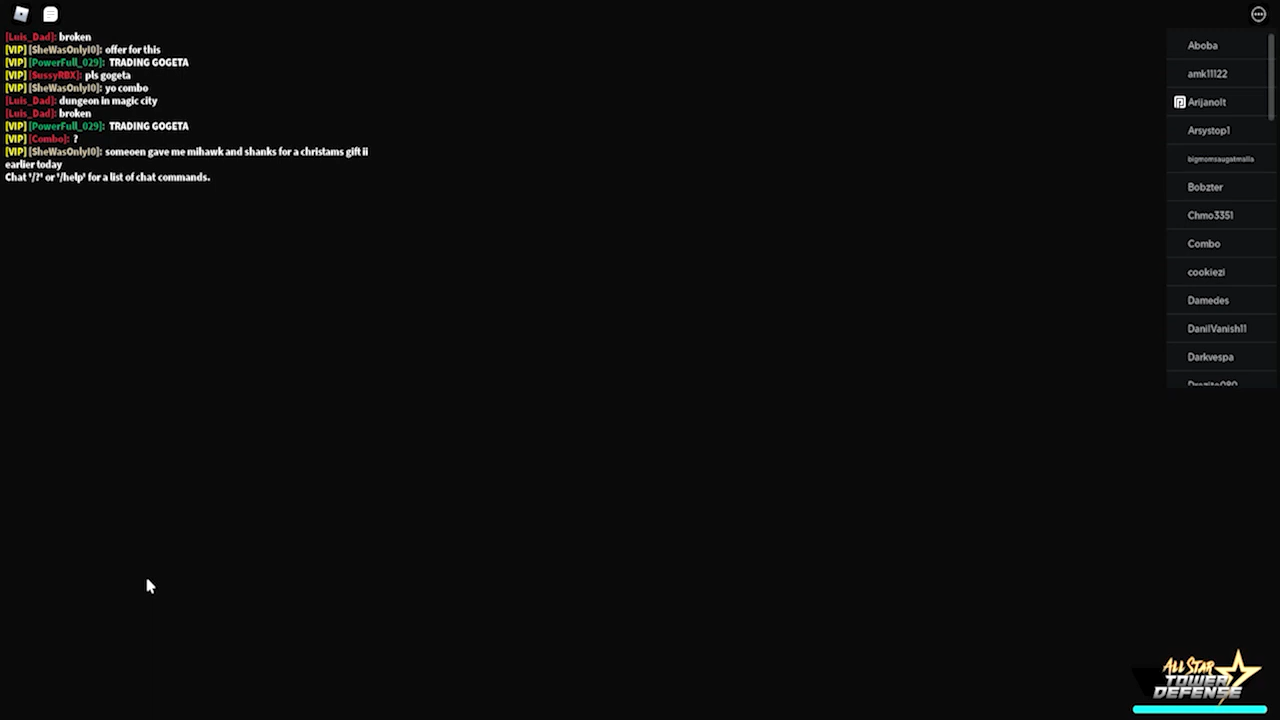 [Luis_Dad]: broken
[VIP] [SheWasOnly10]: offer for this
[VIP] [PowerFull_029]: TRADING GOGETA
[VIP] [SussyRBX]: pls gogeta
[VIP] [SheWasOnly10]: yo combo
[Luis_Dad]: dungeon in magic city
[Luis_Dad]: broken
[VIP] [PowerFull_029]: TRADING GOGETA
[VIP] [Combo]: ?
[VIP] [SheWasOnly10]: someoen gave me mihawk and shanks for a christams gift ii
earlier today
Chat '/?' or '/help' for a list of chat commands.
Aboba
amk11122
Arijanolt
Arsystop1
bigmomsaugatmalla
Bobzter
Chmo3351
Combo
cookiezi
Damedes
DanilVanish11
Darkvespa
ALL STAR
TOWER
DEFENSE